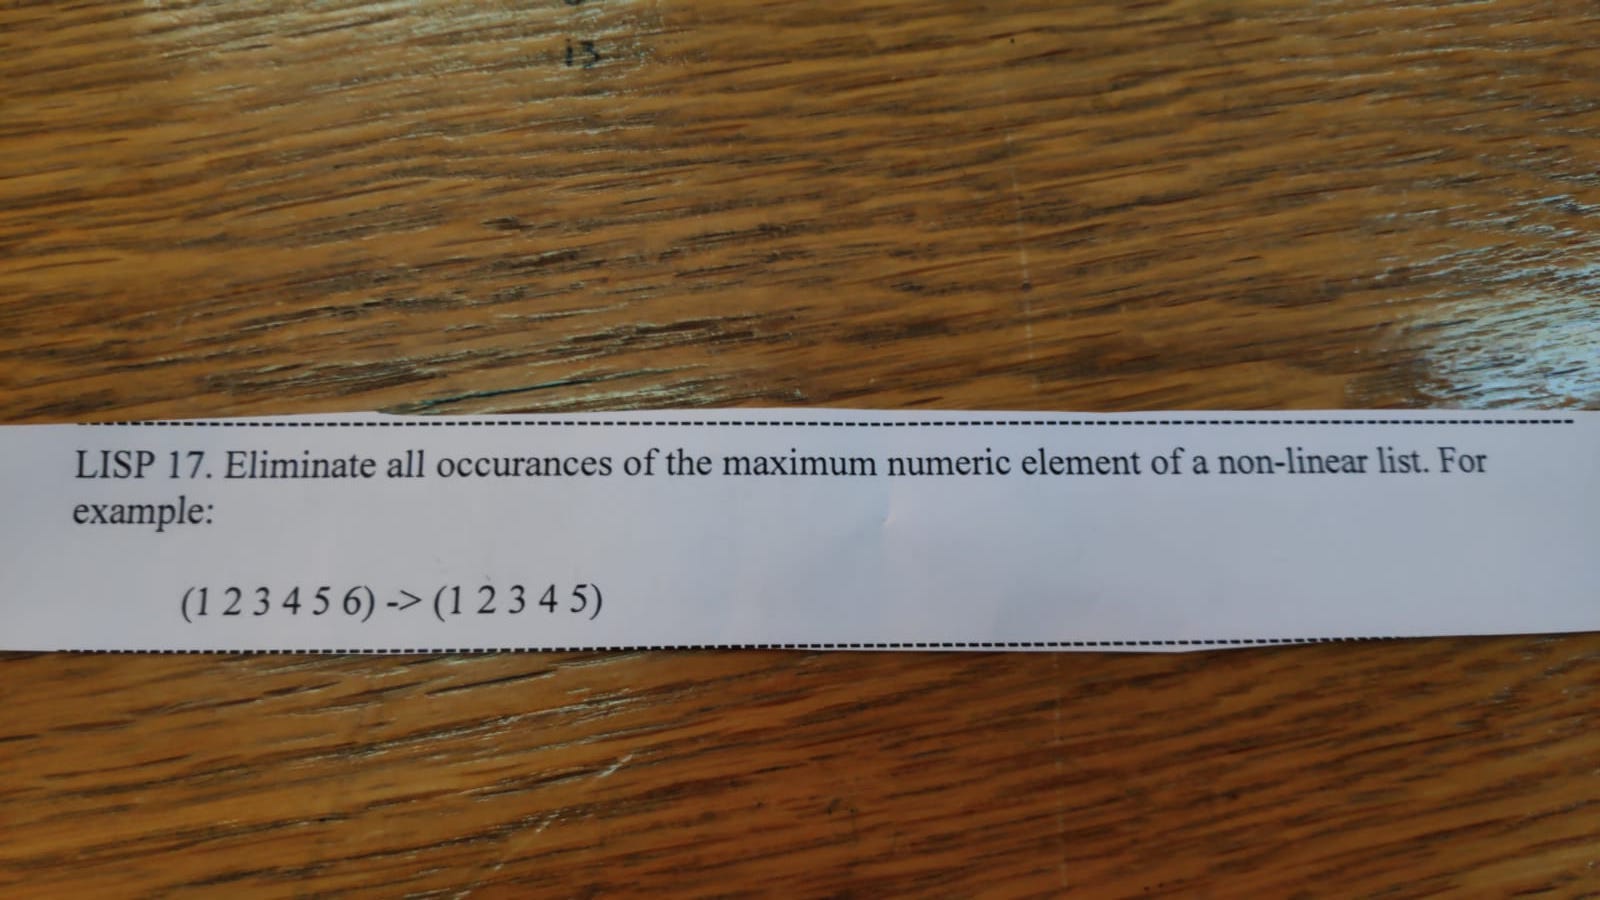 13
LISP 17. Eliminate all occurances of the maximum numeric element of a non-linear list. For
example:
(1 2 3 4 5 6) -> (1 2 3 4 5)